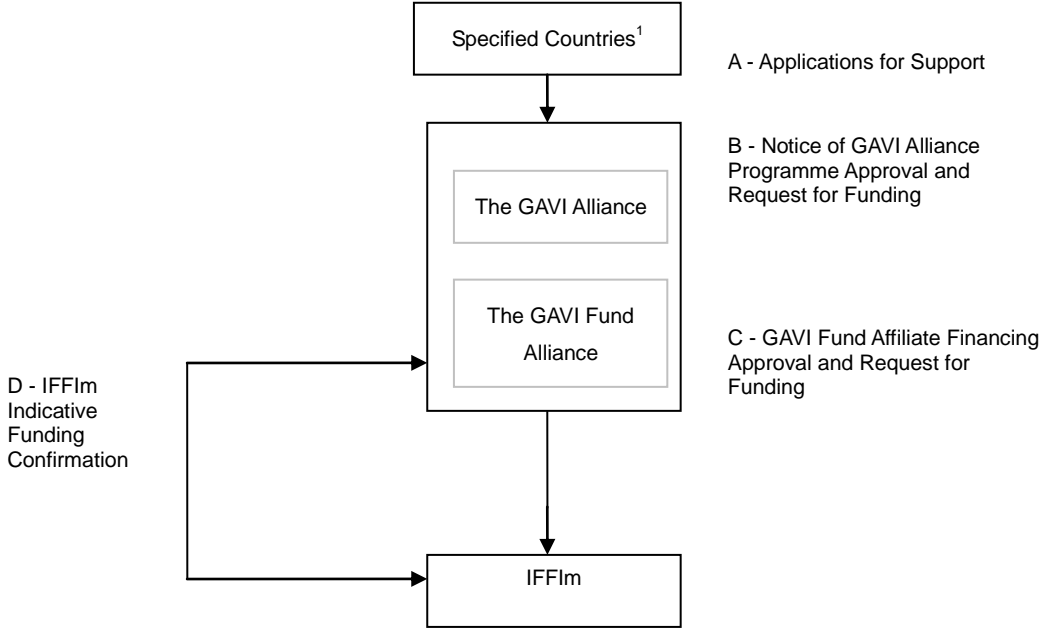 Specified Countries¹
A - Applications for Support
B - Notice of GAVI Alliance
Programme Approval and
Request for Funding
The GAVI Alliance
The GAVI Fund
Alliance
C - GAVI Fund Affiliate Financing
Approval and Request for
Funding
D - IFFIm
Indicative
Funding
Confirmation
IFFIm